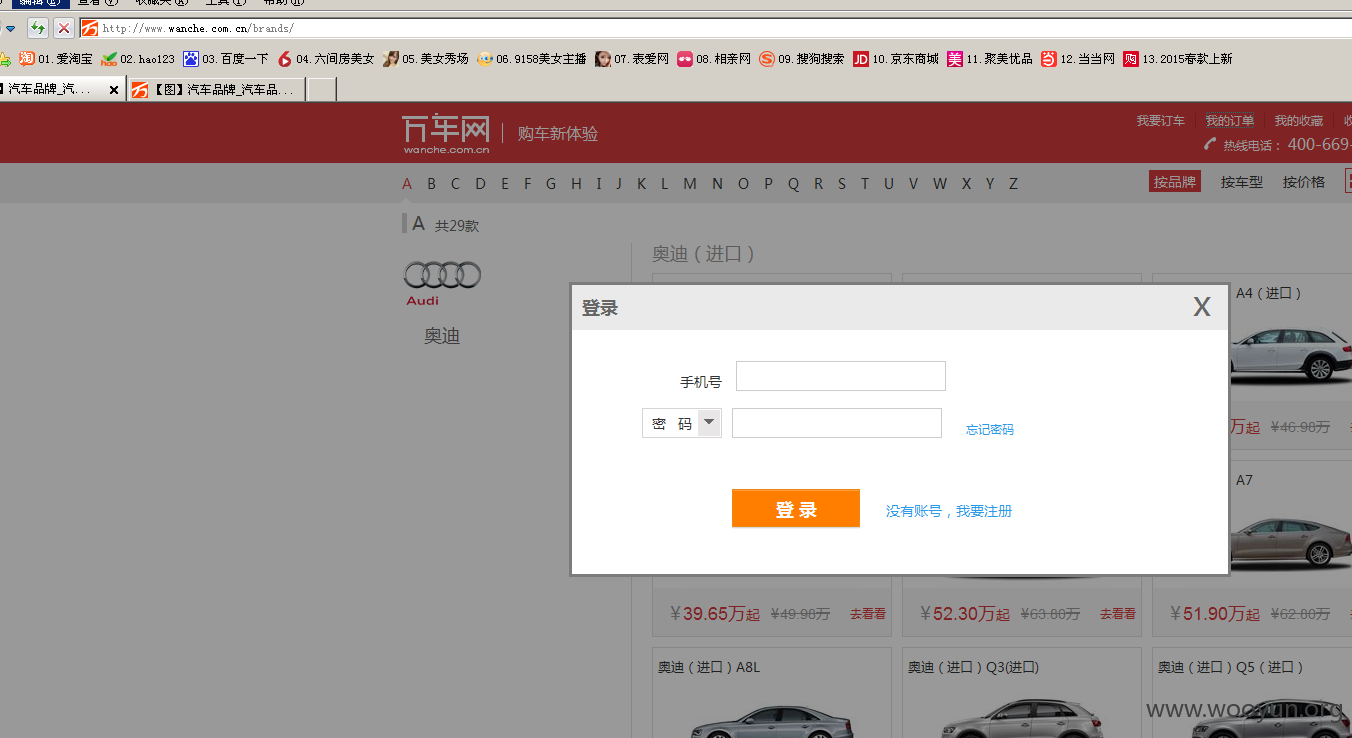 编辑(E) 查看(V) 收藏夹(A) 工具(T) 帮助(H)
http://www.wanche.com.cn/brands/
01.爱淘宝 02.hao123 03.百度一下 04.六间房美女 05.美女秀场 06.9158美女主播 07.表爱网 08.相亲网 09.搜狗搜索 10.京东商城 11.聚美优品 12.当当网 13.2015春款上新
汽车品牌_汽... x 【图】汽车品牌_汽车品...
万车网 购车新体验
wanche.com.cn
我要订车 我的订单 我的收藏
热线电话: 400-669-
A B C D E F G H I J K L M N O P Q R S T U V W X Y Z 按品牌 按车型 按价格
A 共29款
奥迪(进口)
Audi
奥迪
A4(进口)
登录 X
手机号
密 码 忘记密码
登 录 没有账号,我要注册
万起 ¥46.98万
A7
¥39.65万起 ¥49.98万 去看看
¥52.30万起 ¥63.80万 去看看
¥51.90万起 ¥62.80万
奥迪(进口)A8L
奥迪(进口)Q3(进口)
奥迪(进口)Q5(进口)
www.wooyun.org